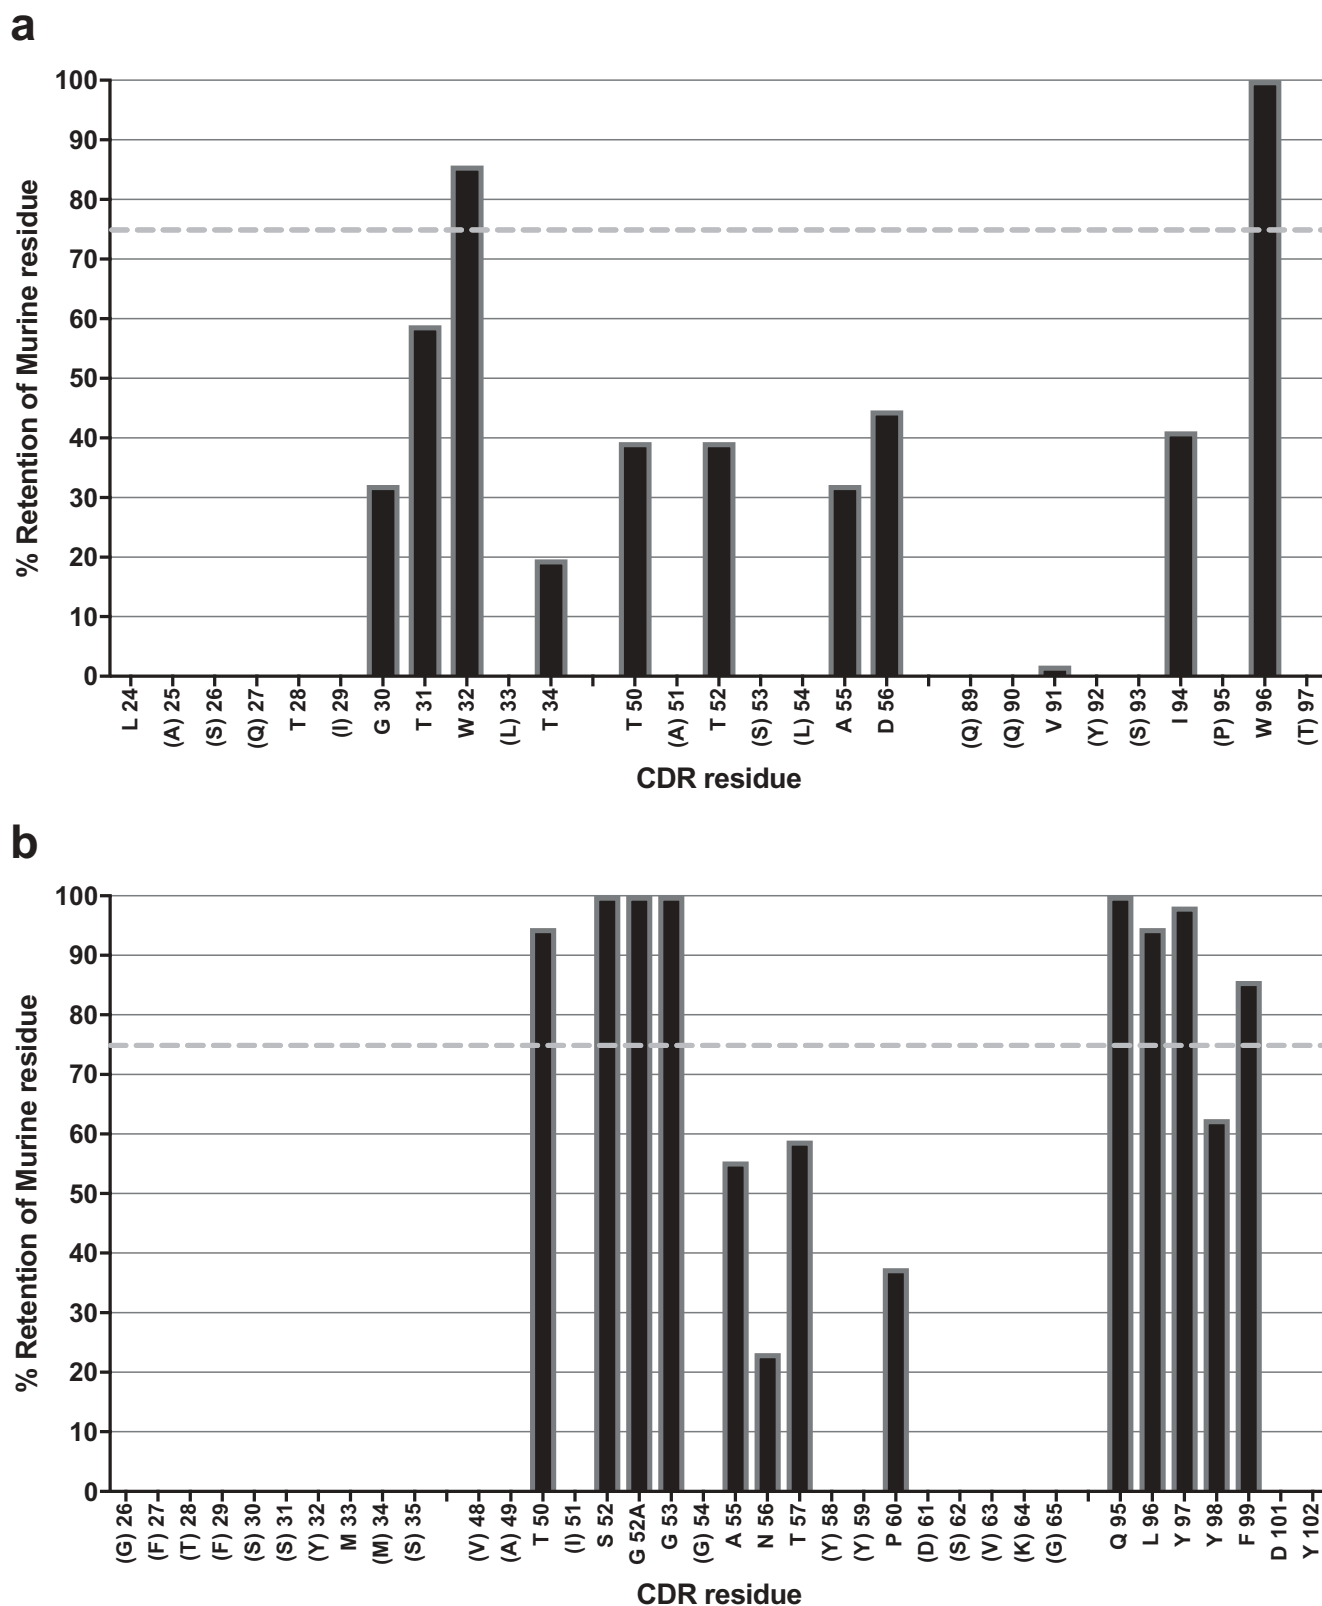 a
% Retention of Murine residue
100
90
80
70
60
50
40
30
20
10
0
L 24
(A) 25
(S) 26
(Q) 27
T 28
(I) 29
G 30
T 31
W 32
(L) 33
T 34
T 50
(A) 51
T 52
(S) 53
(L) 54
A 55
D 56
(Q) 89
(Q) 90
V 91
(Y) 92
(S) 93
I 94
(P) 95
W 96
(T) 97
CDR residue
b
% Retention of Murine residue
100
90
80
70
60
50
40
30
20
10
0
(G) 26
(F) 27
(T) 28
(F) 29
(S) 30
(S) 31
(Y) 32
M 33
(M) 34
(S) 35
(V) 48
(A) 49
T 50
(I) 51
S 52
G 52A
G 53
(G) 54
A 55
N 56
T 57
(Y) 58
(Y) 59
P 60
(D) 61
(S) 62
(V) 63
(K) 64
(G) 65
Q 95
L 96
Y 97
Y 98
F 99
D 101
Y 102
CDR residue